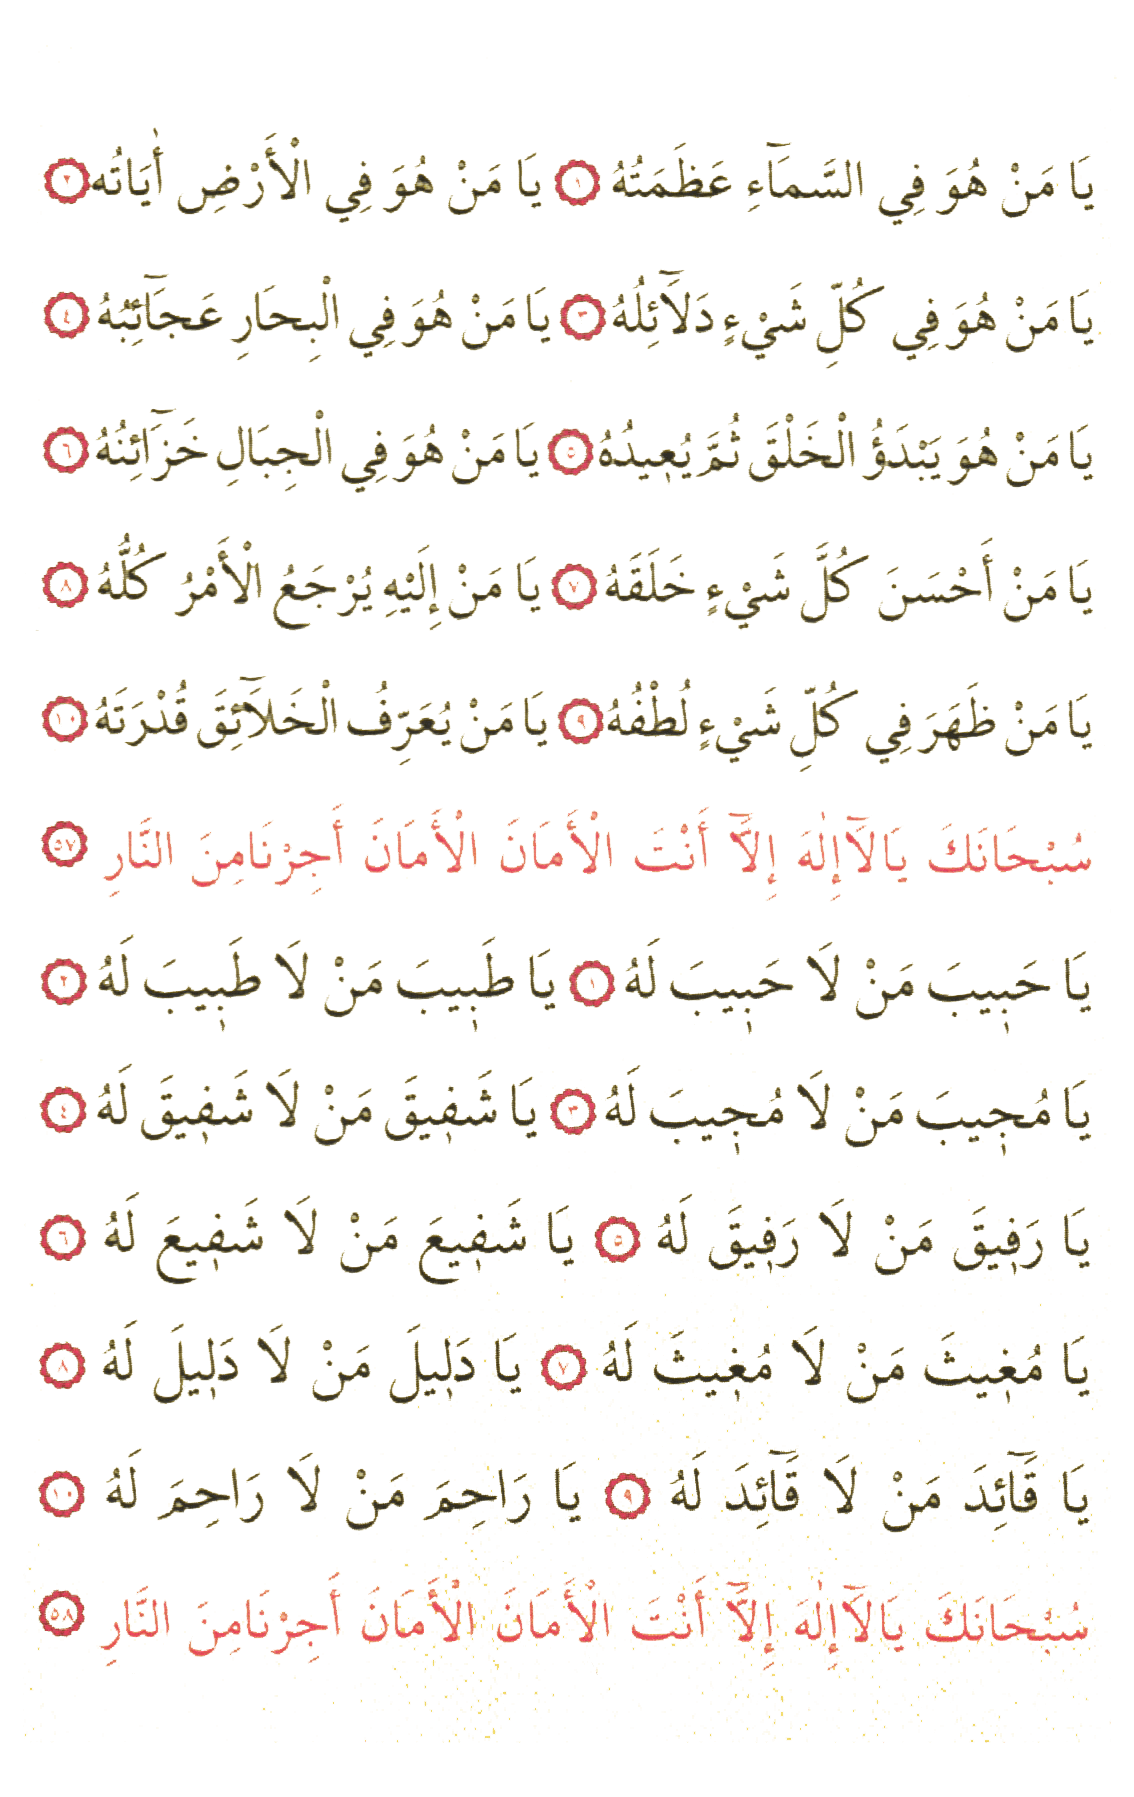 يَا مَنْ هُوَ فِي السَّمَآءِ عَظَمَتُهُ ١ يَا مَنْ هُوَ فِي الْأَرْضِ أٰيَاتُه ٢
يَا مَنْ هُوَ فِي كُلِّ شَيْءٍ دَلَآئِلُهُ ٣ يَا مَنْ هُوَ فِي الْبِحَارِ عَجَآئِبُهُ ٤
يَا مَنْ هُوَ يَبْدَؤُ الْخَلْقَ ثُمَّ يُعِيدُهُ ٥ يَا مَنْ هُوَ فِي الْجِبَالِ خَزَآئِنُهُ ٦
يَا مَنْ أَحْسَنَ كُلَّ شَيْءٍ خَلَقَهُ ٧ يَا مَنْ إِلَيْهِ يُرْجَعُ الْأَمْرُ كُلُّهُ ٨
يَا مَنْ ظَهَرَ فِي كُلِّ شَيْءٍ لُطْفُهُ ٩ يَا مَنْ يُعَرِّفُ الْخَلَآئِقَ قُدْرَتَهُ ١٠
سُبْحَانَكَ يَالَآ إِلٰهَ إِلَّآ أَنْتَ الْأَمَانَ الْأَمَانَ أَجِرْنَا مِنَ النَّارِ ٥٧
يَا حَبِيبَ مَنْ لَا حَبِيبَ لَهُ ١ يَا طَبِيبَ مَنْ لَا طَبِيبَ لَهُ ٢
يَا مُجِيبَ مَنْ لَا مُجِيبَ لَهُ ٣ يَا شَفِيقَ مَنْ لَا شَفِيقَ لَهُ ٤
يَا رَفِيقَ مَنْ لَا رَفِيقَ لَهُ ٥ يَا شَفِيعَ مَنْ لَا شَفِيعَ لَهُ ٦
يَا مُغِيثَ مَنْ لَا مُغِيثَ لَهُ ٧ يَا دَلِيلَ مَنْ لَا دَلِيلَ لَهُ ٨
يَا قَآئِدَ مَنْ لَا قَآئِدَ لَهُ ٩ يَا رَاحِمَ مَنْ لَا رَاحِمَ لَهُ ١٠
سُبْحَانَكَ يَالَآ إِلٰهَ إِلَّآ أَنْتَ الْأَمَانَ الْأَمَانَ أَجِرْنَا مِنَ النَّارِ ٥٨